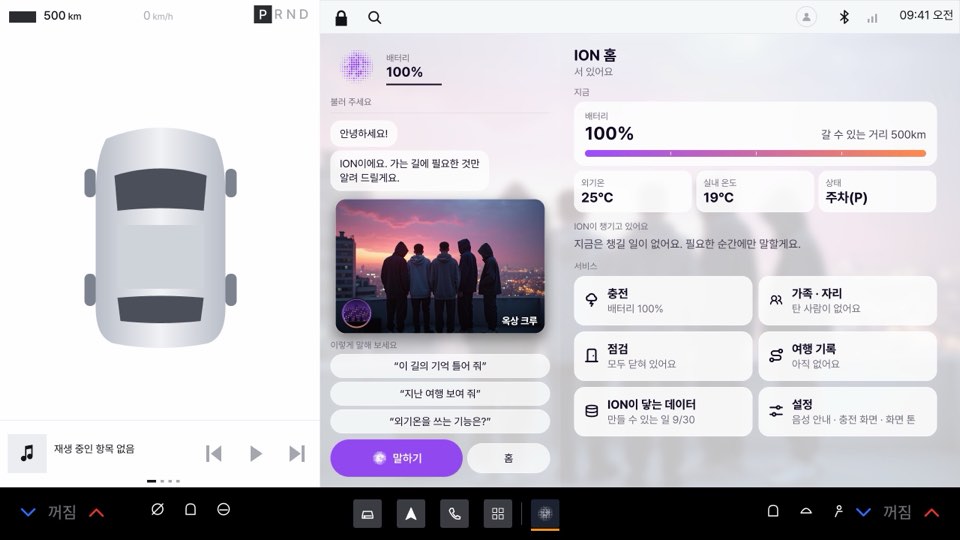 500 km
0 km/h
P R N D
09:41 오전
배터리
100%
불러 주세요
안녕하세요!
ION이에요. 가는 길에 필요한 것만
알려 드릴게요.
옥상 크루
이렇게 말해 보세요
“이 길의 기억 틀어 줘”
“지난 여행 보여 줘”
“외기온을 쓰는 기능은?”
말하기
홈
ION 홈
서 있어요
지금
배터리
100%
갈 수 있는 거리 500km
외기온
25°C
실내 온도
19°C
상태
주차(P)
ION이 챙기고 있어요
지금은 챙길 일이 없어요. 필요한 순간에만 말할게요.
서비스
충전
배터리 100%
가족 · 자리
탄 사람이 없어요
점검
모두 닫혀 있어요
여행 기록
아직 없어요
ION이 닿는 데이터
만들 수 있는 일 9/30
설정
음성 안내 · 충전 화면 · 화면 톤
재생 중인 항목 없음
꺼짐
꺼짐